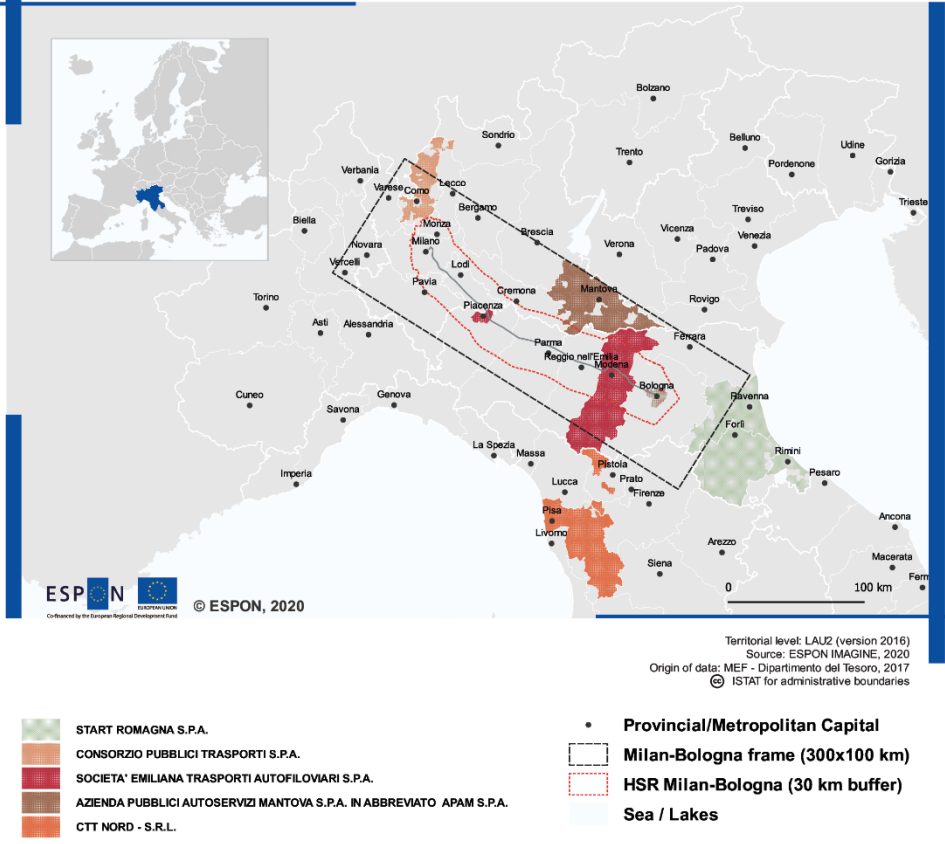 Bolzano
Sondrio
Belluno
Udine
Trento
Pordenone
Gorizia
Verbania
Varese
Como
Lecco
Bergamo
Treviso
Trieste
Biella
Monza
Milano
Brescia
Vicenza
Venezia
Novara
Verona
Padova
Vercelli
Lodi
Pavia
Cremona
Mantova
Rovigo
Torino
Piacenza
Asti
Alessandria
Parma
Ferrara
Reggio nell'Emilia
Modena
Bologna
Cuneo
Genova
Savona
Ravenna
Forlì
La Spezia
Massa
Pistoia
Rimini
Imperia
Lucca
Prato
Firenze
Pesaro
Pisa
Livorno
Ancona
Siena
Arezzo
Macerata
Ferm
0 100 km
ESPON
Co-financed by the European Regional Development Fund
EUROPEAN UNION
© ESPON, 2020
Territorial level: LAU2 (version 2016)
Source: ESPON IMAGINE, 2020
Origin of data: MEF - Dipartimento del Tesoro, 2017
cc ISTAT for administrative boundaries
START ROMAGNA S.P.A.
CONSORZIO PUBBLICI TRASPORTI S.P.A.
SOCIETA' EMILIANA TRASPORTI AUTOFILOVIARI S.P.A.
AZIENDA PUBBLICI AUTOSERVIZI MANTOVA S.P.A. IN ABBREVIATO APAM S.P.A.
CTT NORD - S.R.L.
Provincial/Metropolitan Capital
Milan-Bologna frame (300x100 km)
HSR Milan-Bologna (30 km buffer)
Sea / Lakes